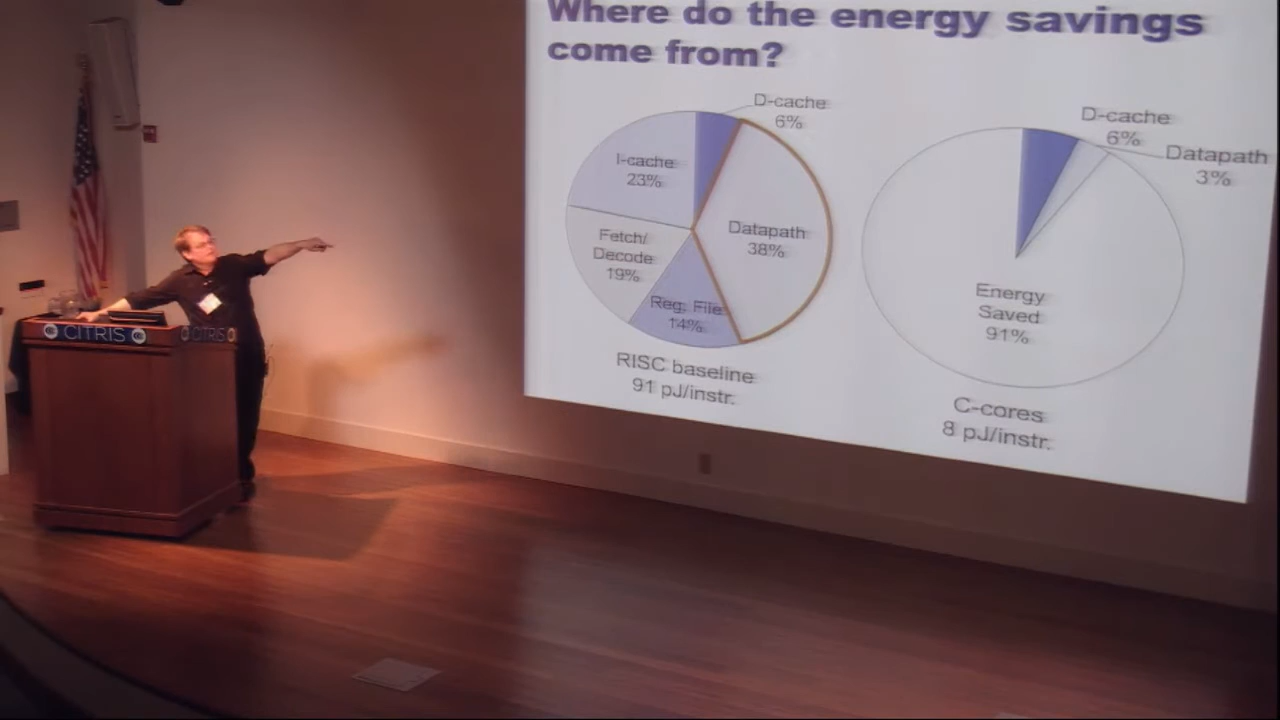 Where do the energy savings
come from?
D-cache
6%
I-cache
23%
Datapath
38%
Fetch/
Decode
19%
Reg. File
14%
RISC baseline
91 pJ/instr.
D-cache
6%
Datapath
3%
Energy
Saved
91%
C-cores
8 pJ/instr.
CITRIS
CITRIS